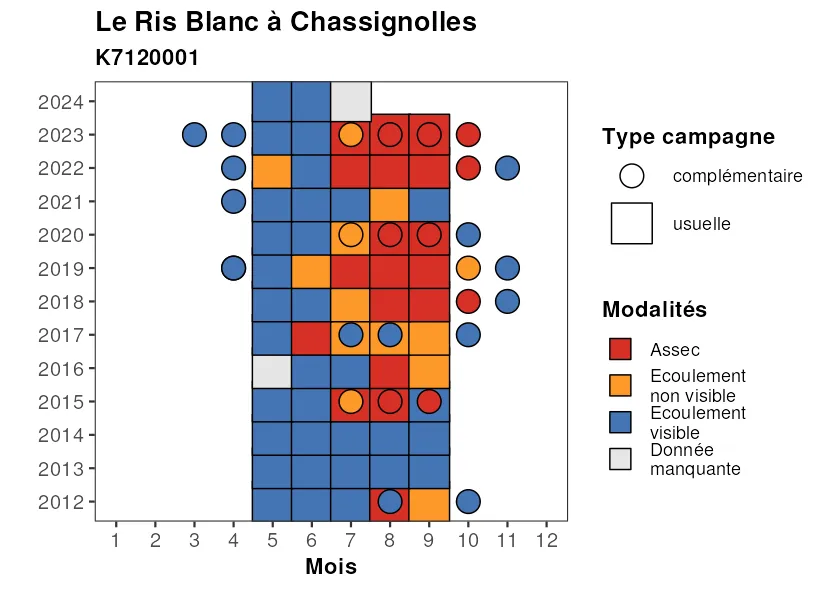 Le Ris Blanc à Chassignolles
K7120001
2024
2023
2022
2021
2020
2019
2018
2017
2016
2015
2014
2013
2012
1 2 3 4 5 6 7 8 9 10 11 12
Mois
Type campagne
complémentaire
usuelle
Modalités
Assec
Ecoulement
non visible
Ecoulement
visible
Donnée
manquante